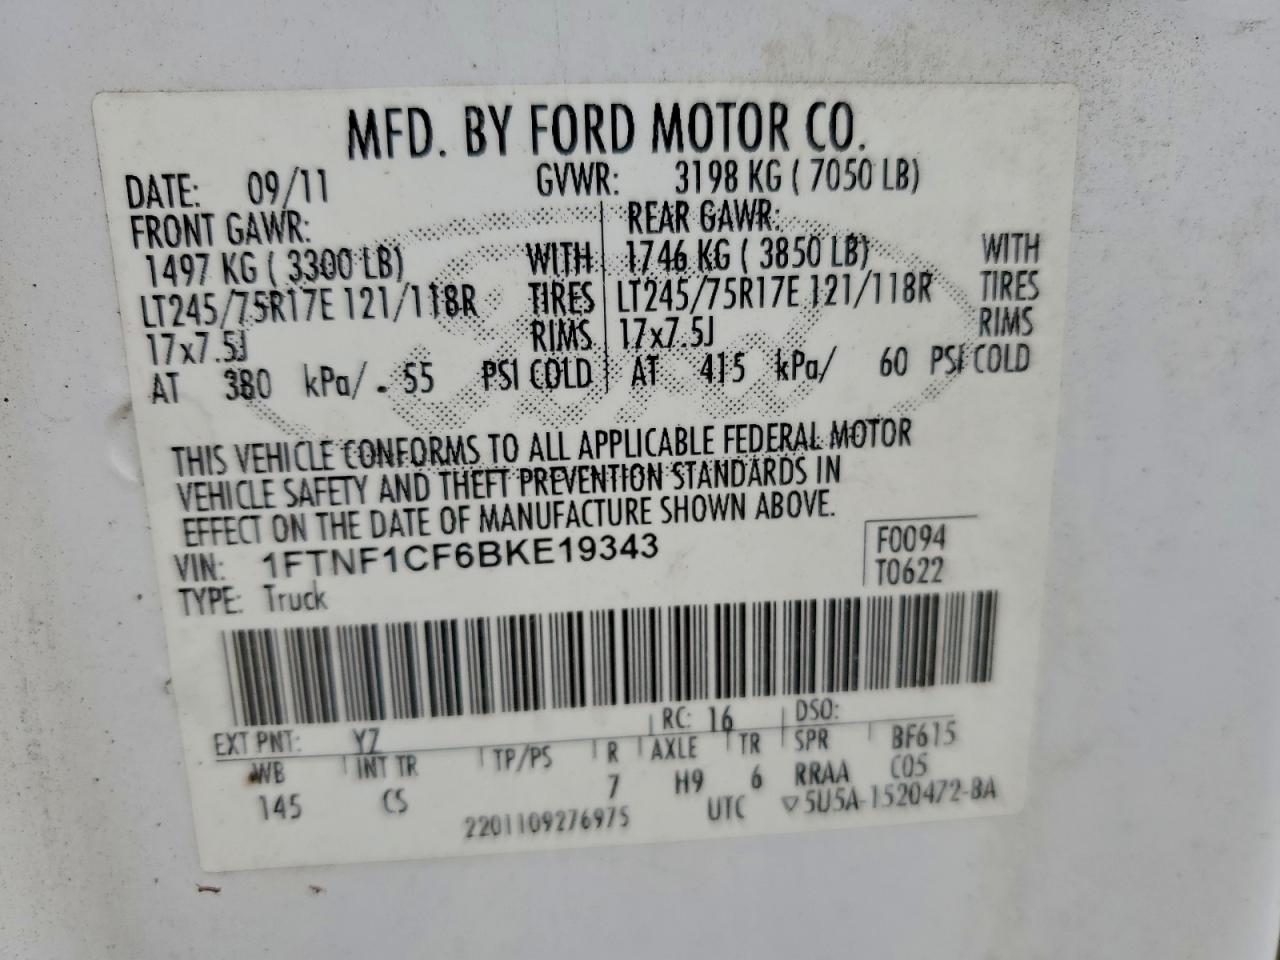 MFD. BY FORD MOTOR CO.
DATE: 09/11 GVWR: 3198 KG ( 7050 LB)
FRONT GAWR: REAR GAWR:
1497 KG ( 3300 LB) WITH 1746 KG ( 3850 LB) WITH
LT245/75R17E 121/118R TIRES LT245/75R17E 121/118R TIRES
17x7.5J RIMS 17x7.5J RIMS
AT 380 kPa/ 55 PSI COLD AT 415 kPa/ 60 PSI COLD
THIS VEHICLE CONFORMS TO ALL APPLICABLE FEDERAL MOTOR
VEHICLE SAFETY AND THEFT PREVENTION STANDARDS IN
EFFECT ON THE DATE OF MANUFACTURE SHOWN ABOVE.
VIN: 1FTNF1CF6BKE19343 F0094
TYPE: Truck T0622
EXT PNT: YZ RC: 16 DSO:
WB INT TR TP/PS R AXLE TR SPR BF615
145 CS 7 H9 6 RRAA C05
2201109276975 UTC ▽5U5A-1520472-BA